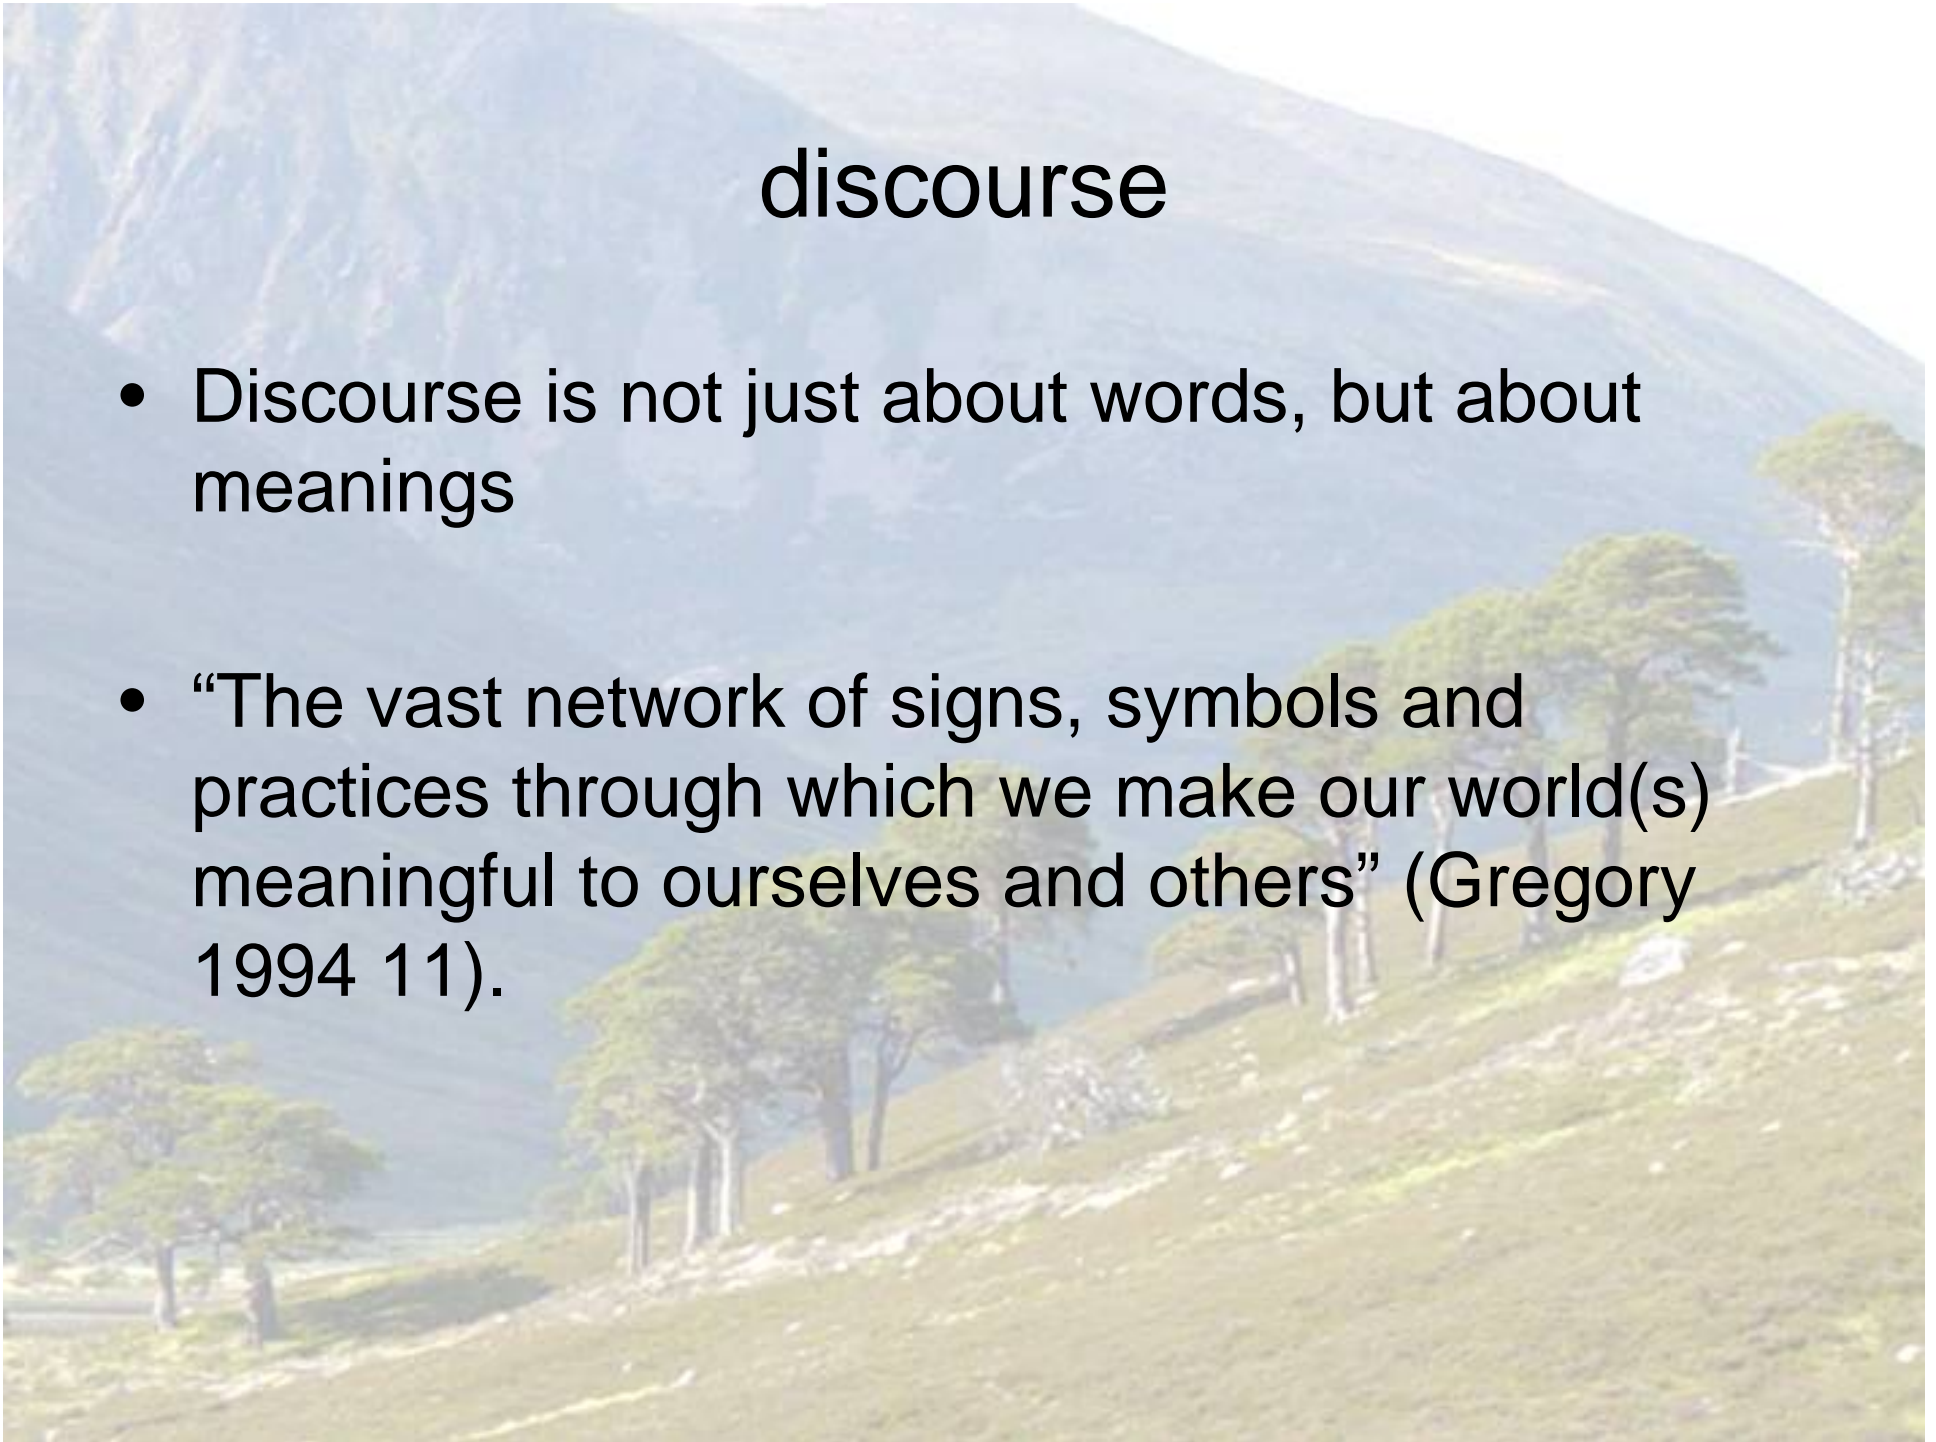 discourse
• Discourse is not just about words, but about
meanings
• “The vast network of signs, symbols and
practices through which we make our world(s)
meaningful to ourselves and others” (Gregory
1994 11).